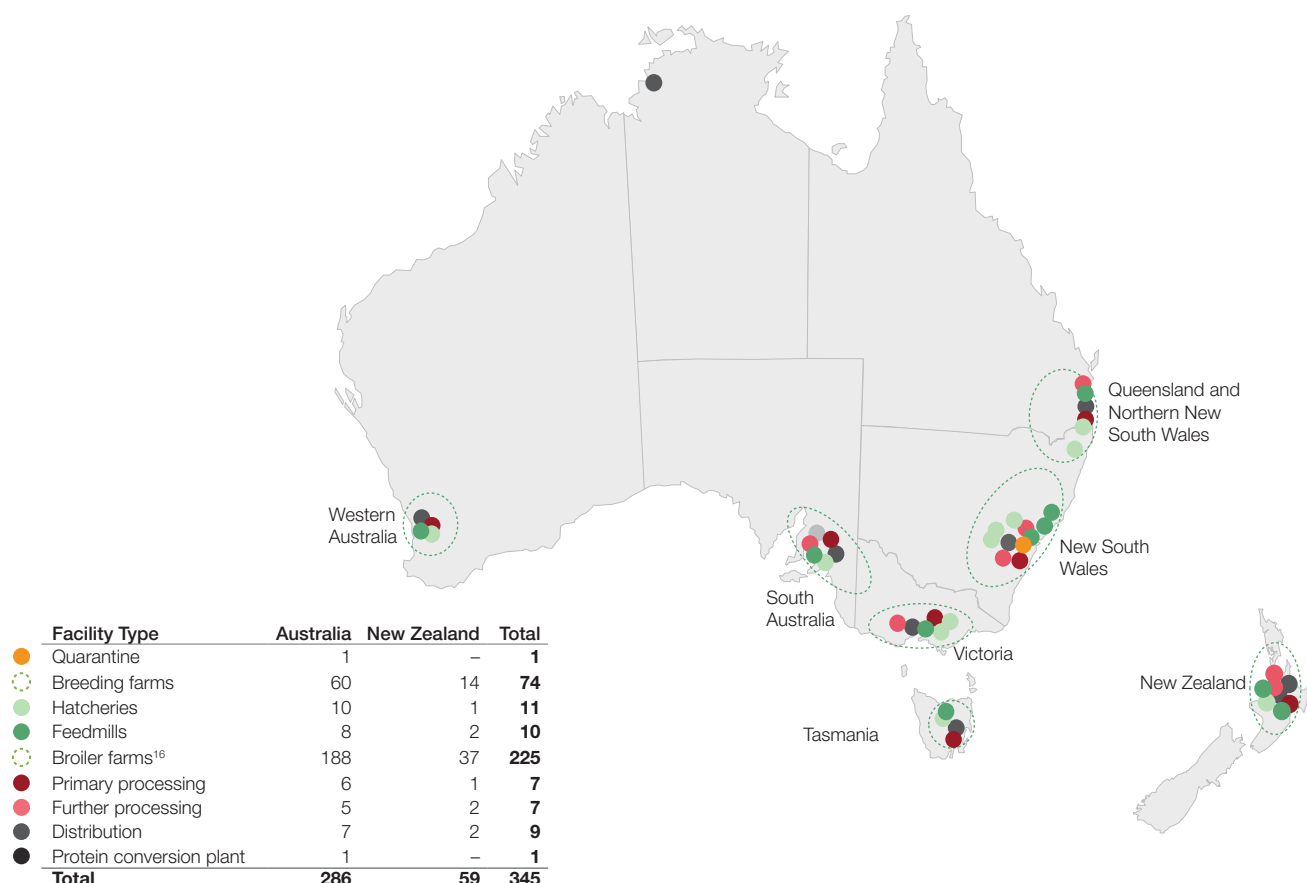 Queensland and
Northern New
South Wales
Western
Australia
New South
Wales
South
Australia
Victoria
New Zealand
Tasmania
Facility Type Australia New Zealand Total
Quarantine 1 – 1
Breeding farms 60 14 74
Hatcheries 10 1 11
Feedmills 8 2 10
Broiler farms¹⁶ 188 37 225
Primary processing 6 1 7
Further processing 5 2 7
Distribution 7 2 9
Protein conversion plant 1 – 1
Total 286 59 345